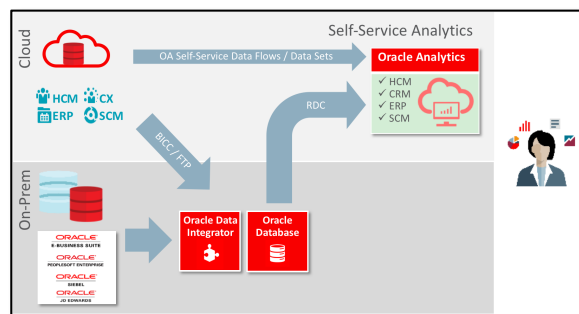 Self-Service Analytics
Cloud
OA Self-Service Data Flows / Data Sets
Oracle Analytics
✓ HCM
✓ CRM
✓ ERP
✓ SCM
HCM
CX
ERP
SCM
BICC / FTP
RDC
On-Prem
Oracle Data
Integrator
Oracle
Database
ORACLE
E-BUSINESS SUITE
ORACLE
PEOPLESOFT ENTERPRISE
ORACLE
SIEBEL
ORACLE
JD EDWARDS